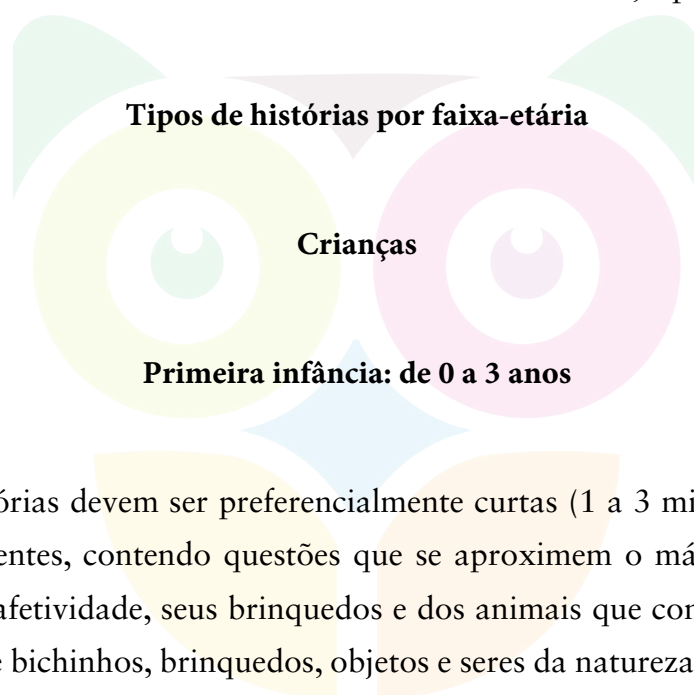 Tipos de histórias por faixa-etária
Crianças
Primeira infância: de 0 a 3 anos
devem ser preferencialmente curtas (1 a 3
contendo questões que se aproximem o
afetividade, seus brinquedos e dos animais que
bichinhos, brinquedos, objetos e seres da natureza